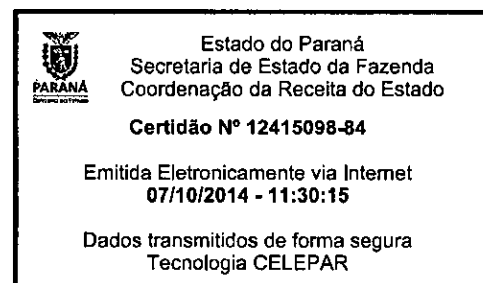 Estado do Paraná
Secretaria de Estado da Fazenda
Coordenação da Receita do Estado
PARANÁ
Certidão Nº 12415098-84
Emitida Eletronicamente via Internet
07/10/2014 - 11:30:15
Dados transmitidos de forma segura
Tecnologia CELEPAR